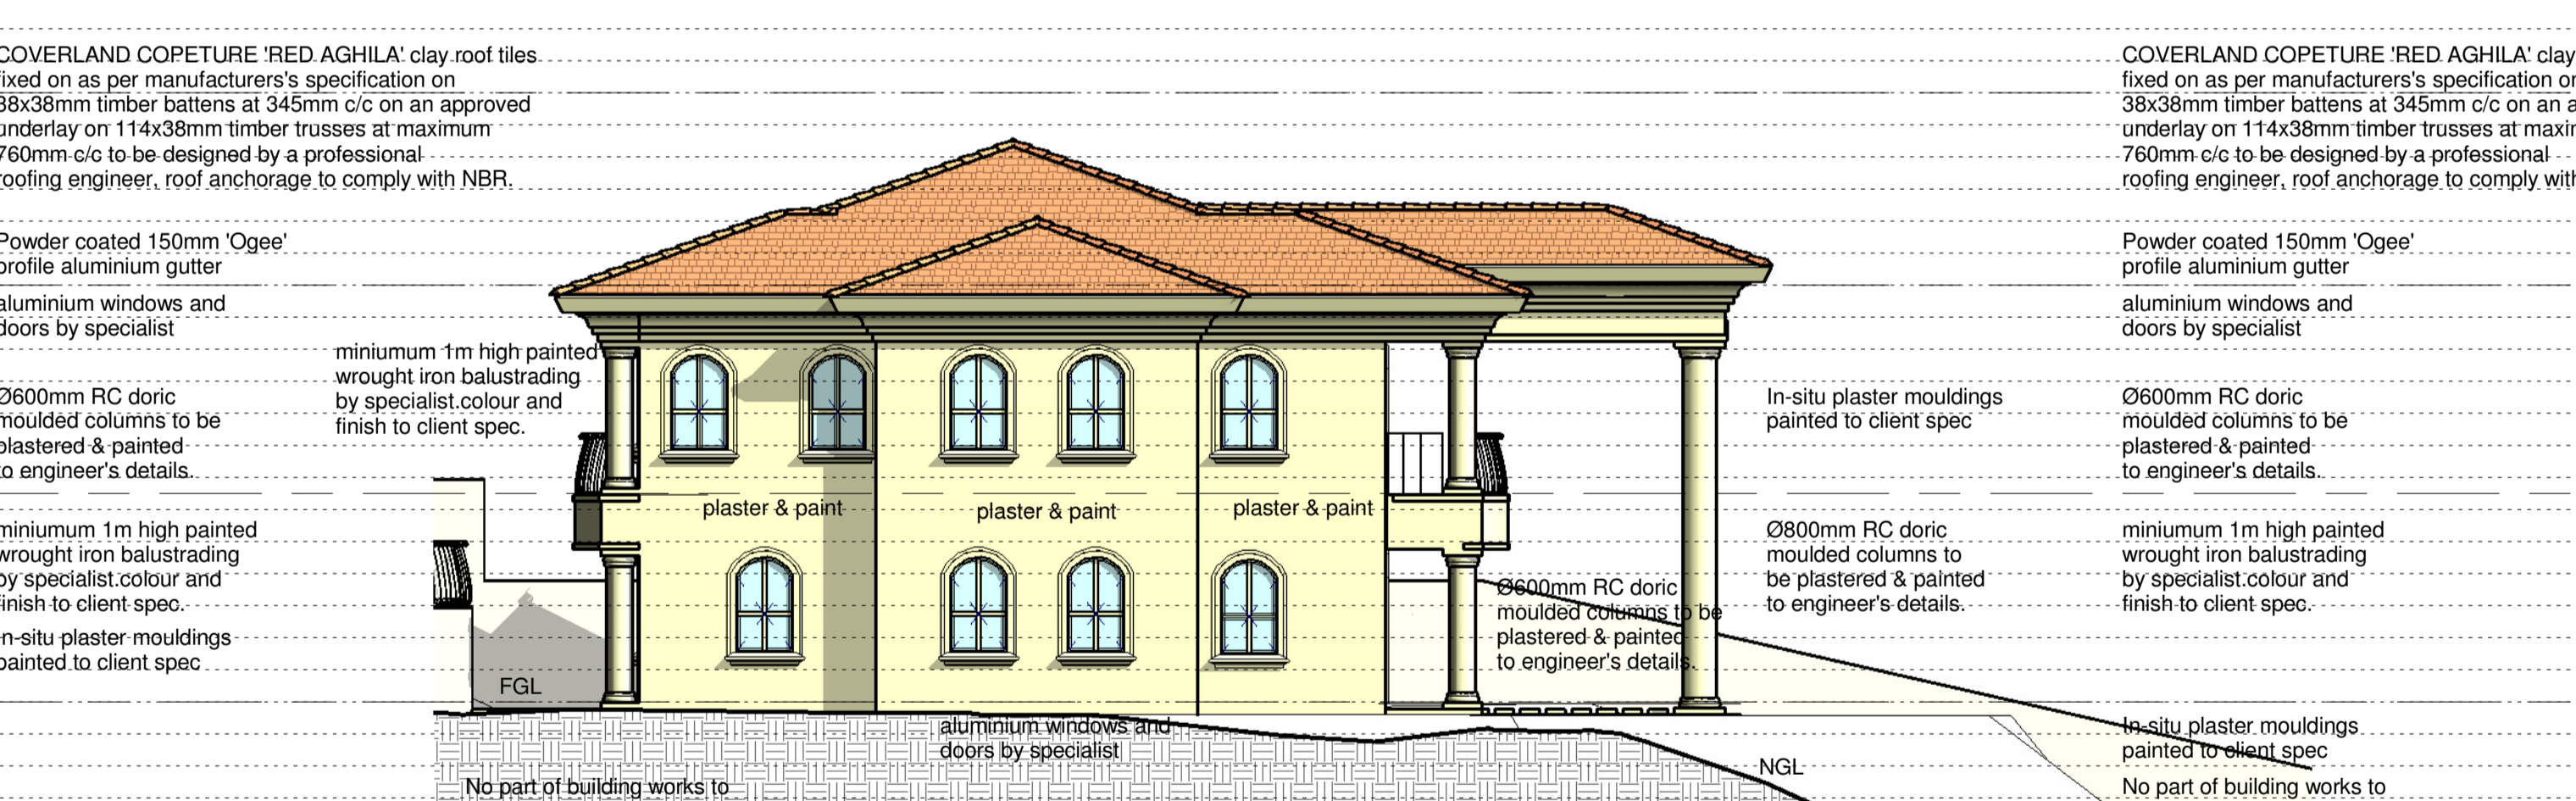 COVERLAND COPETURE 'RED AGHILA' clay roof tiles
fixed on as per manufacturers's specification on
38x38mm timber battens at 345mm c/c on an approved
underlay on 114x38mm timber trusses at maximum
760mm c/c to be designed by a professional
roofing engineer, roof anchorage to comply with NBR.
Powder coated 150mm 'Ogee'
profile aluminium gutter
aluminium windows and
doors by specialist
Ø600mm RC doric
moulded columns to be
plastered & painted
to engineer's details.
miniumum 1m high painted
wrought iron balustrading
by specialist.colour and
finish to client spec.
In-situ plaster mouldings
painted to client spec
miniumum 1m high painted
wrought iron balustrading
by specialist.colour and
finish to client spec.
FGL
plaster & paint
plaster & paint
plaster & paint
aluminium windows and
doors by specialist
No part of building works to
Ø600mm RC doric
moulded columns to be
plastered & painted
to engineer's details.
NGL
In-situ plaster mouldings
painted to client spec
Ø800mm RC doric
moulded columns to
be plastered & painted
to engineer's details.
COVERLAND COPETURE 'RED AGHILA' clay
fixed on as per manufacturers's specification on
38x38mm timber battens at 345mm c/c on an
underlay on 114x38mm timber trusses at
760mm c/c to be designed by a professional
roofing engineer, roof anchorage to comply
Powder coated 150mm 'Ogee'
profile aluminium gutter
aluminium windows and
doors by specialist
Ø600mm RC doric
moulded columns to be
plastered & painted
to engineer's details.
miniumum 1m high painted
wrought iron balustrading
by specialist.colour and
finish to client spec.
In-situ plaster mouldings
painted to client spec
No part of building works to